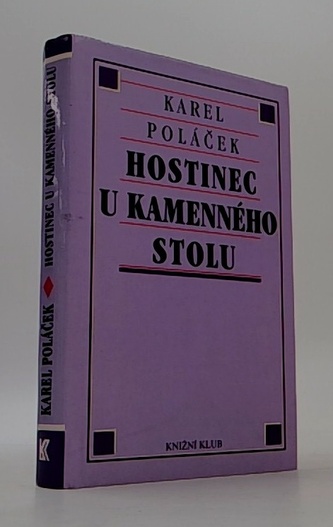 KAREL
POLÁČEK
HOSTINEC
U KAMENNÉHO
STOLU
KNIŽNÍ KLUB
KAREL POLÁČEK ♦ HOSTINEC U KAMENNÉHO STOLU
K